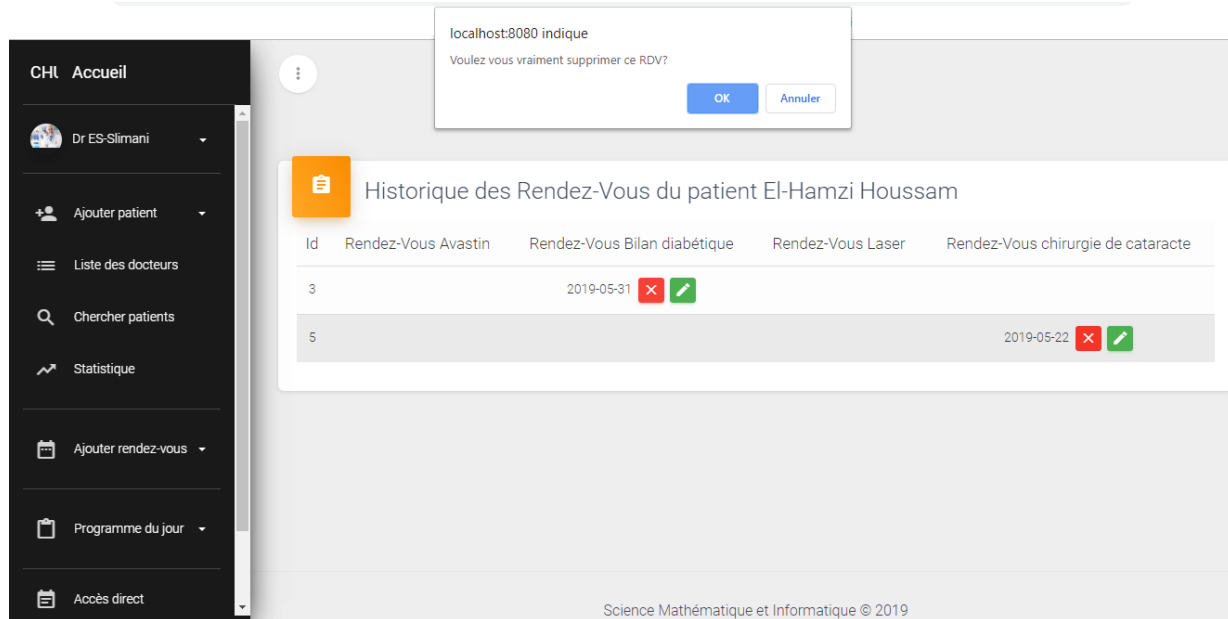 localhost:8080 indique
Voulez vous vraiment supprimer ce RDV?
OK Annuler
CHU Accueil
Dr ES-Slimani
Ajouter patient
Liste des docteurs
Chercher patients
Statistique
Ajouter rendez-vous
Programme du jour
Accès direct
Historique des Rendez-Vous du patient El-Hamzi Houssam
Id Rendez-Vous Avastin Rendez-Vous Bilan diabétique Rendez-Vous Laser Rendez-Vous chirurgie de cataracte
3 2019-05-31
5 2019-05-22
Science Mathématique et Informatique © 2019